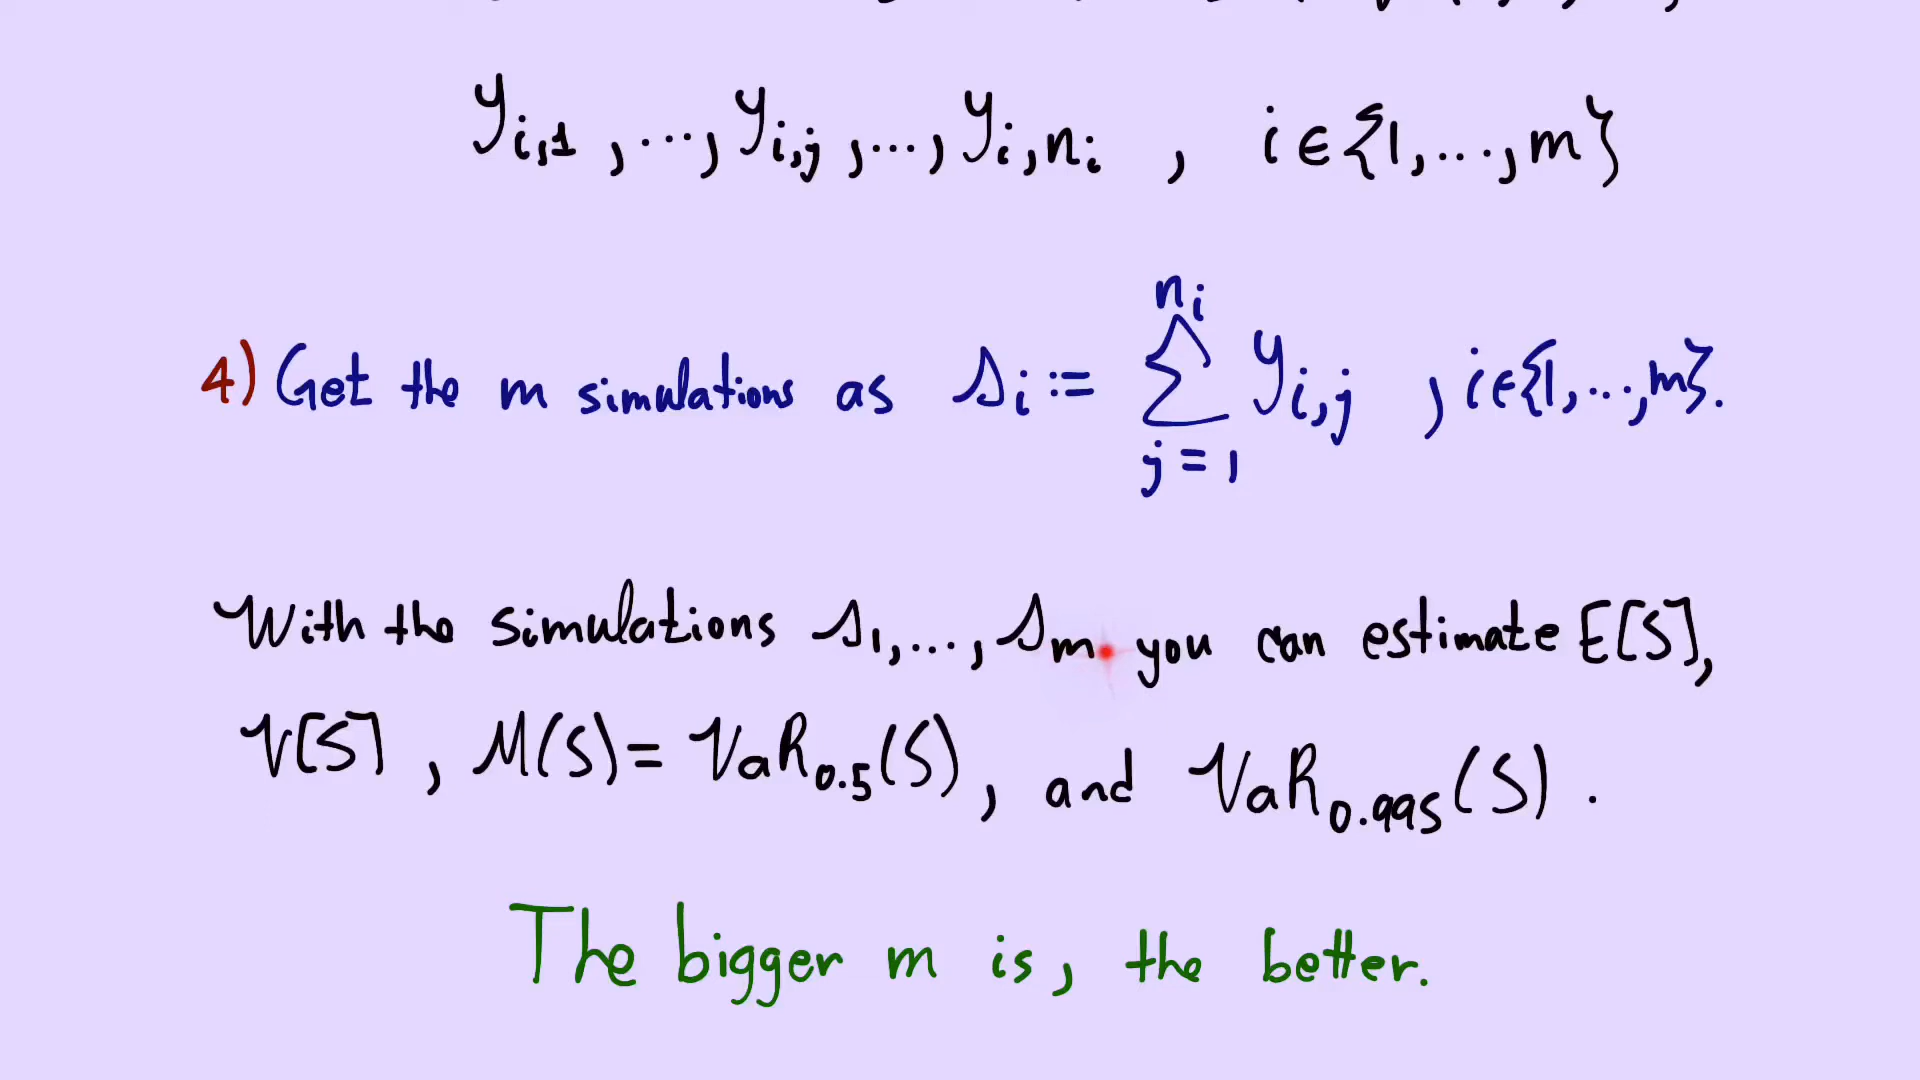 y_{i,1} , ..., y_{i,j} , ..., y_{i,n_i} , i ∈ {1, ..., m}
4) Get the m simulations as s_i := \sum_{j=1}^{n_i} y_{i,j} , i ∈ {1, ..., m}.
With the simulations s_1, ..., s_m you can estimate E[S],
V[S] , M(S) = VaR_{0.5}(S) , and VaR_{0.995}(S) .
The bigger m is, the better.